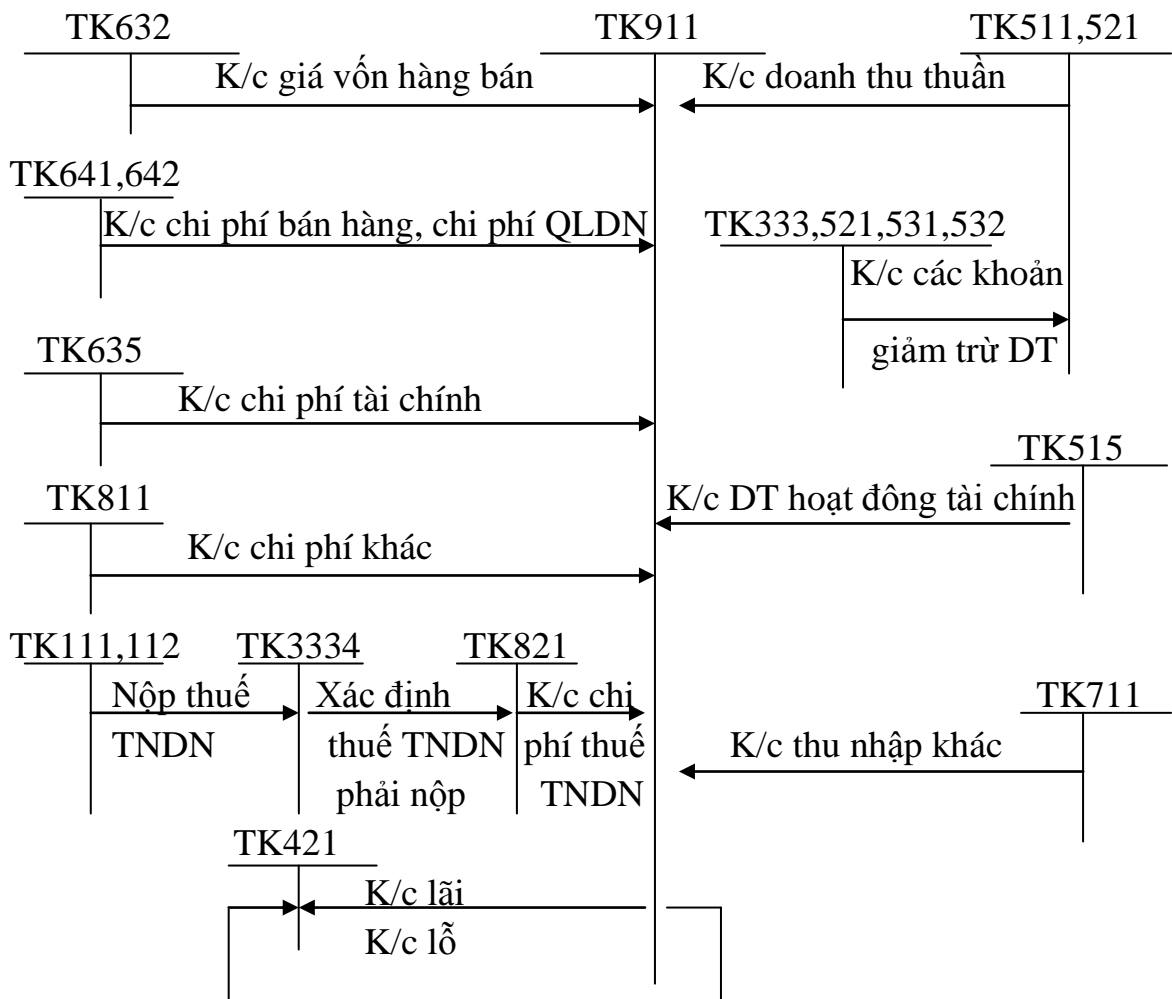 TK632
TK911
TK511,521
K/c giá vốn hàng bán
K/c doanh thu thuần
TK641,642
K/c chi phí bán hàng, chi phí QLDN
TK333,521,531,532
K/c các khoản
giảm trừ DT
TK635
K/c chi phí tài chính
TK515
K/c DT hoạt đông tài chính
TK811
K/c chi phí khác
TK111,112
TK3334
TK821
Nộp thuế
TNDN
Xác định
thuế TNDN
phải nộp
K/c chi
phí thuế
TNDN
TK711
K/c thu nhập khác
TK421
K/c lãi
K/c lỗ